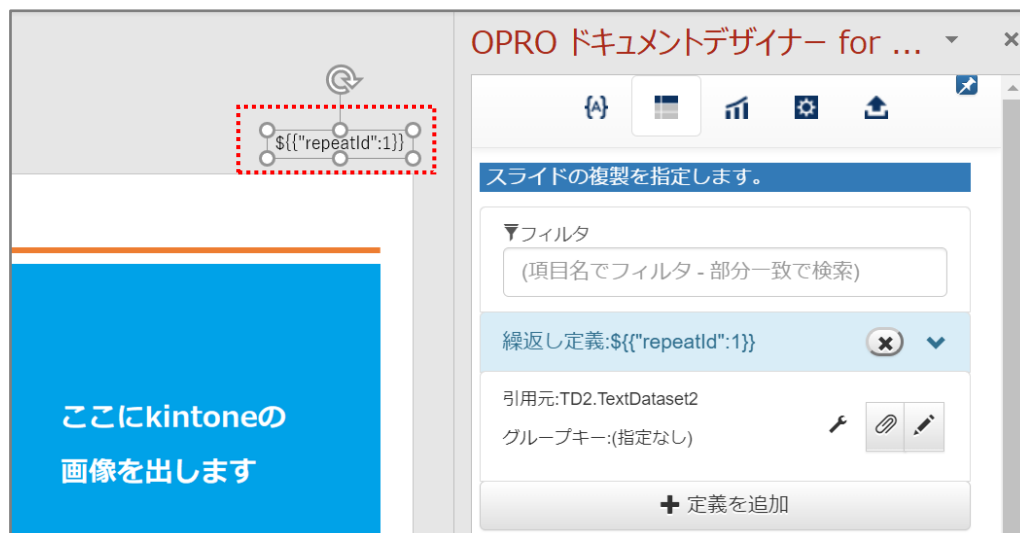 OPRO ドキュメントデザイナー for ...
${{"repeatId":1}}
スライドの複製を指定します。
フィルタ
(項目名でフィルタ - 部分一致で検索)
繰返し定義:${{"repeatId":1}}
引用元:TD2.TextDataset2
グループキー:(指定なし)
定義を追加
ここにkintoneの
画像を出します